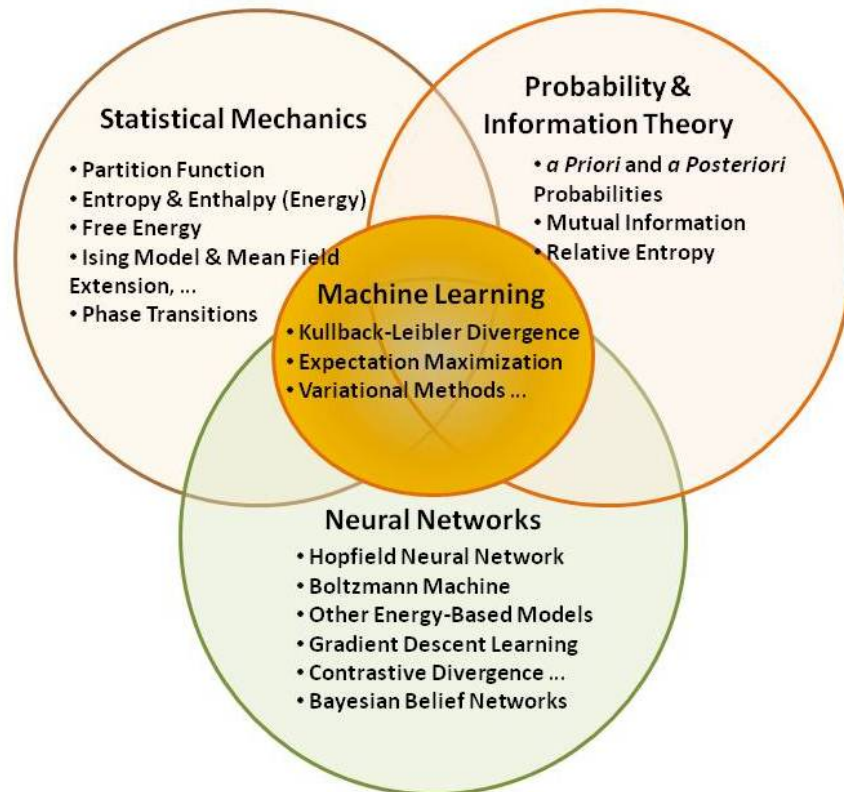 Statistical Mechanics
• Partition Function
• Entropy & Enthalpy (Energy)
• Free Energy
• Ising Model & Mean Field
Extension, ...
• Phase Transitions
Probability &
Information Theory
• a Priori and a Posteriori
Probabilities
• Mutual Information
• Relative Entropy
Machine Learning
• Kullback-Leibler Divergence
• Expectation Maximization
• Variational Methods ...
Neural Networks
• Hopfield Neural Network
• Boltzmann Machine
• Other Energy-Based Models
• Gradient Descent Learning
• Contrastive Divergence ...
• Bayesian Belief Networks